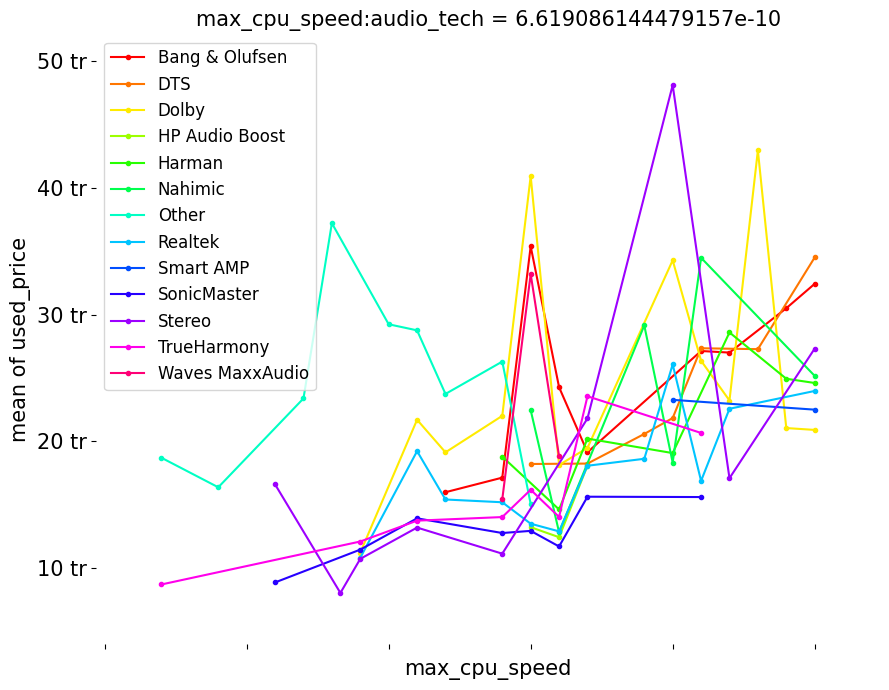 max_cpu_speed:audio_tech = 6.619086144479157e-10
50 tr
40 tr
30 tr
20 tr
10 tr
mean of used_price
Bang & Olufsen
DTS
Dolby
HP Audio Boost
Harman
Nahimic
Other
Realtek
Smart AMP
SonicMaster
Stereo
TrueHarmony
Waves MaxxAudio
max_cpu_speed